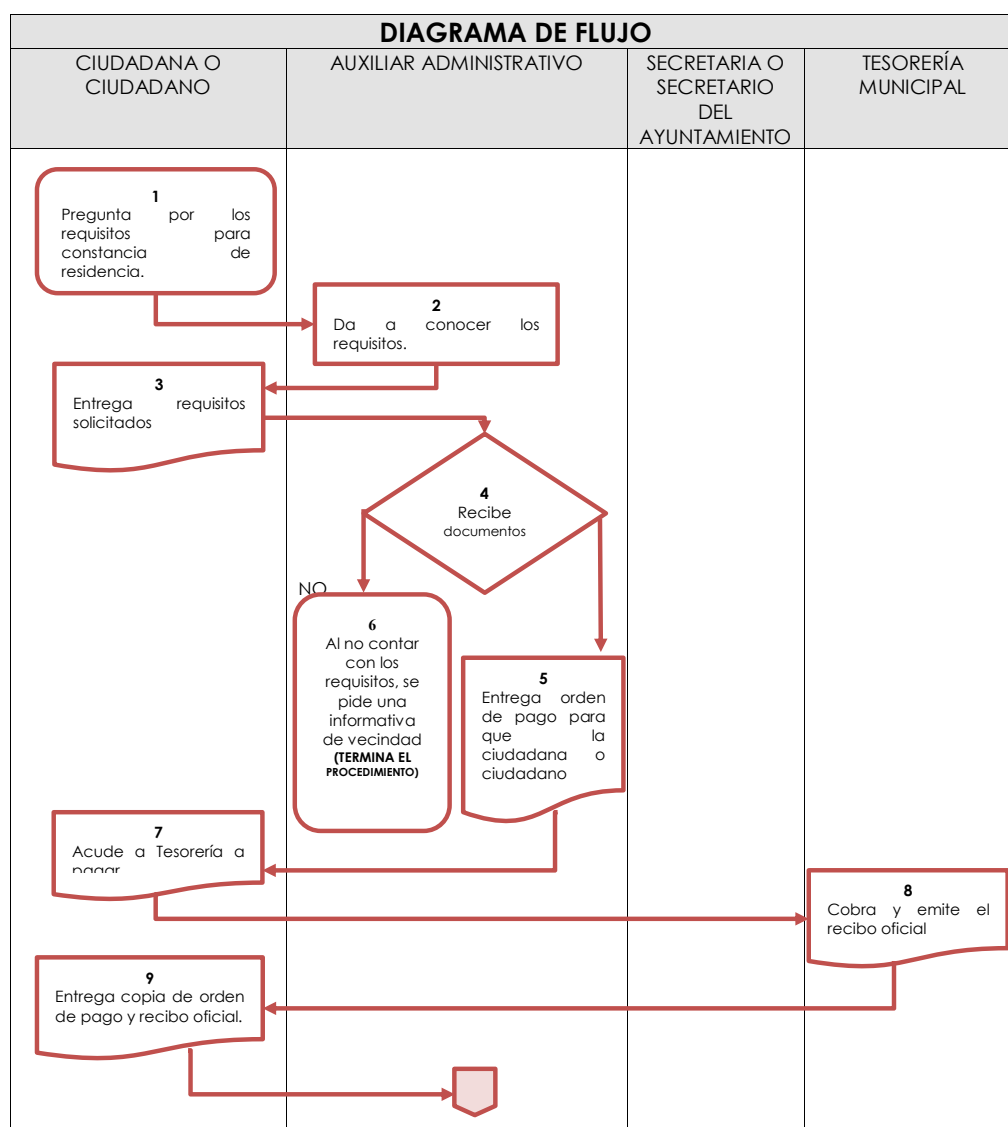 DIAGRAMA DE FLUJO
CIUDADANA O
CIUDADANO
AUXILIAR ADMINISTRATIVO
SECRETARIA O
SECRETARIO
DEL
AYUNTAMIENTO
TESORERÍA
MUNICIPAL
1
Pregunta por los
requisitos para
constancia de
residencia.
2
Da a conocer los
requisitos.
3
Entrega requisitos
solicitados
4
Recibe
documentos
NO
6
Al no contar
con los
requisitos, se
pide una
informativa
de vecindad
(TERMINA EL
PROCEDIMIENTO)
5
Entrega orden
de pago para
que la
ciudadana o
ciudadano
7
Acude a Tesorería a
pagar
8
Cobra y emite el
recibo oficial
9
Entrega copia de orden
de pago y recibo oficial.